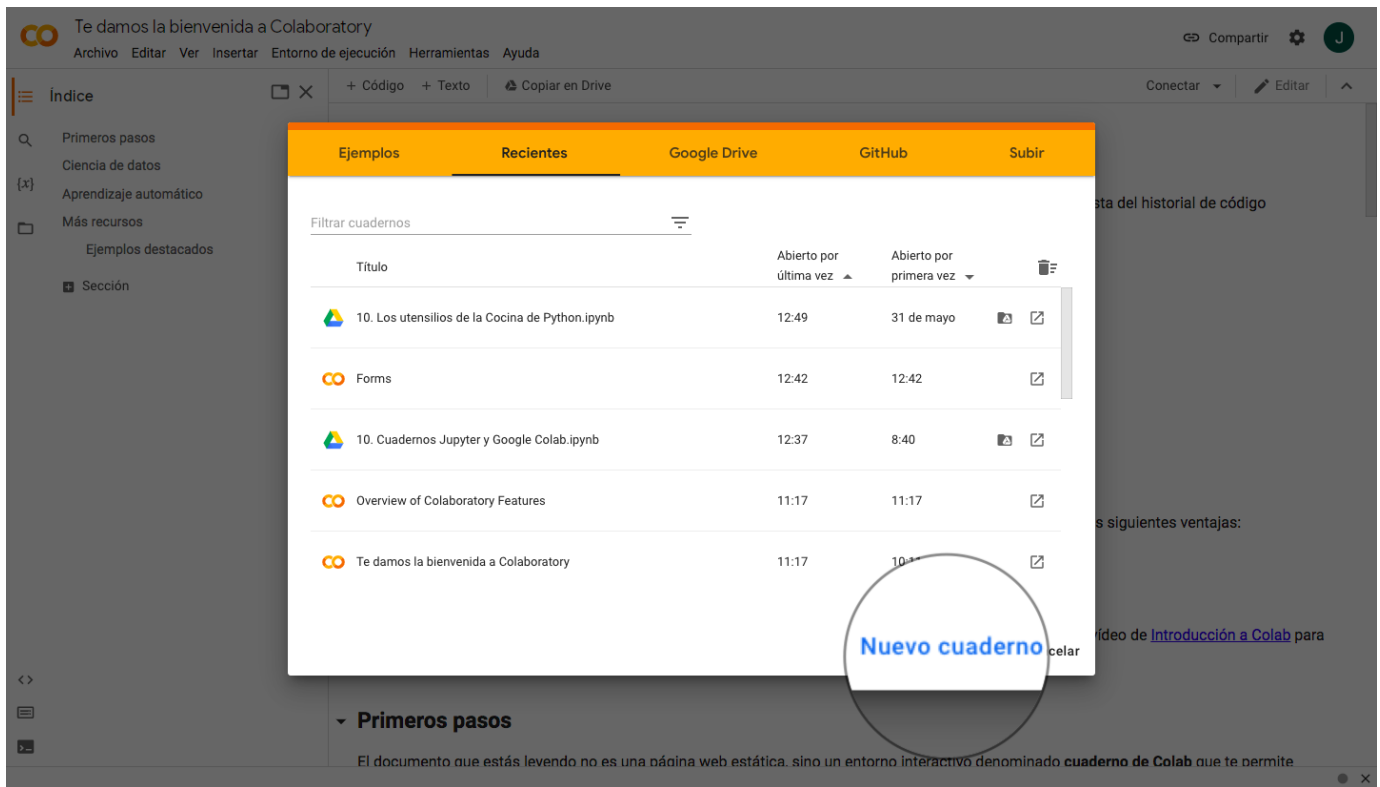 Te damos la bienvenida a Colaboratory
Archivo Editar Ver Insertar Entorno de ejecución Herramientas Ayuda
Compartir
J
Índice
+ Código + Texto Copiar en Drive
Conectar
Editar
Primeros pasos
Ciencia de datos
{x}
Aprendizaje automático
Más recursos
Ejemplos destacados
Sección
Ejemplos Recientes Google Drive GitHub Subir
Filtrar cuadernos
Título
Abierto por
última vez
Abierto por
primera vez
10. Los utensilios de la Cocina de Python.ipynb 12:49 31 de mayo
Forms 12:42 12:42
10. Cuadernos Jupyter y Google Colab.ipynb 12:37 8:40
Overview of Colaboratory Features 11:17 11:17
Te damos la bienvenida a Colaboratory 11:17
Nuevo cuaderno
celar
sta del historial de código
s siguientes ventajas:
vídeo de Introducción a Colab para
Primeros pasos
El documento que estás leyendo no es una página web estática, sino un entorno interactivo denominado cuaderno de Colab que te permite